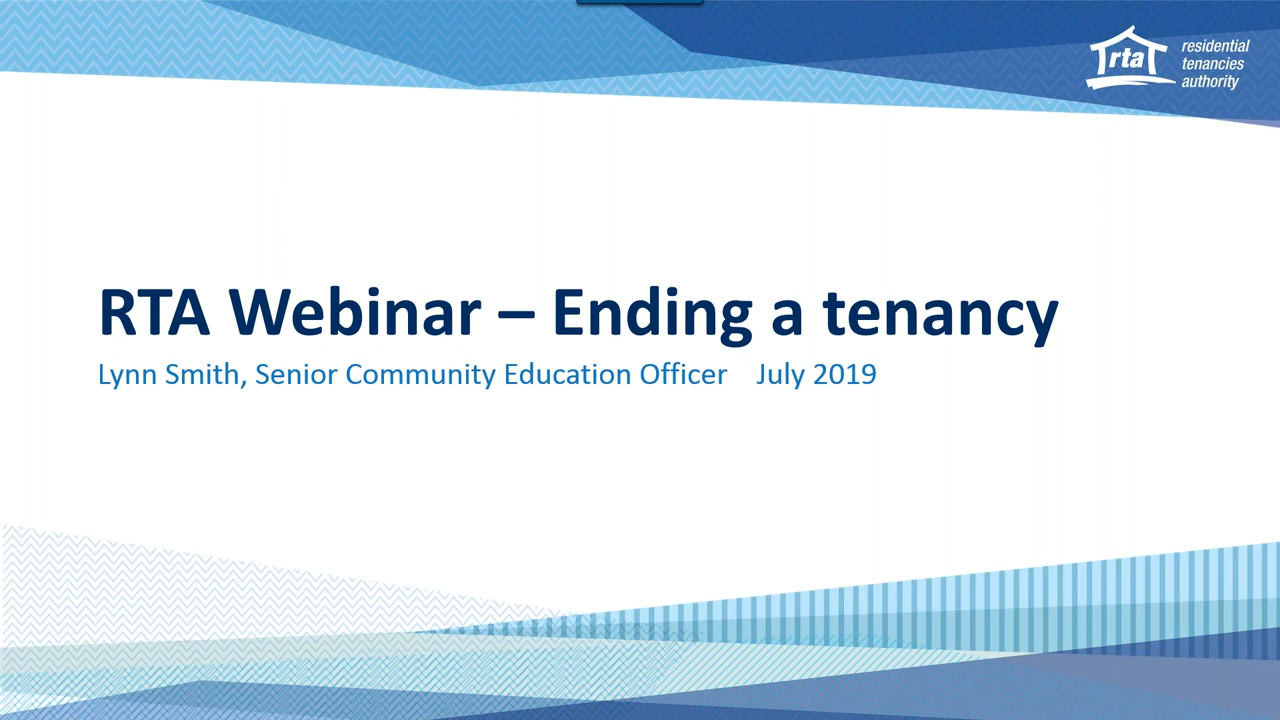 rta
residential
tenancies
authority
RTA Webinar – Ending a tenancy
Lynn Smith, Senior Community Education Officer July 2019